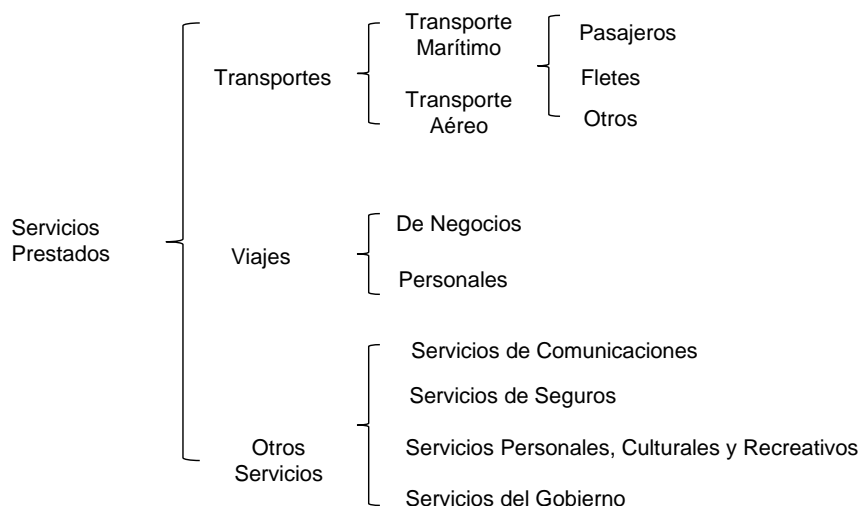 Servicios
Prestados
Transportes
Transporte
Marítimo
Pasajeros
Fletes
Otros
Transporte
Aéreo
Viajes
De Negocios
Personales
Otros
Servicios
Servicios de Comunicaciones
Servicios de Seguros
Servicios Personales, Culturales y Recreativos
Servicios del Gobierno